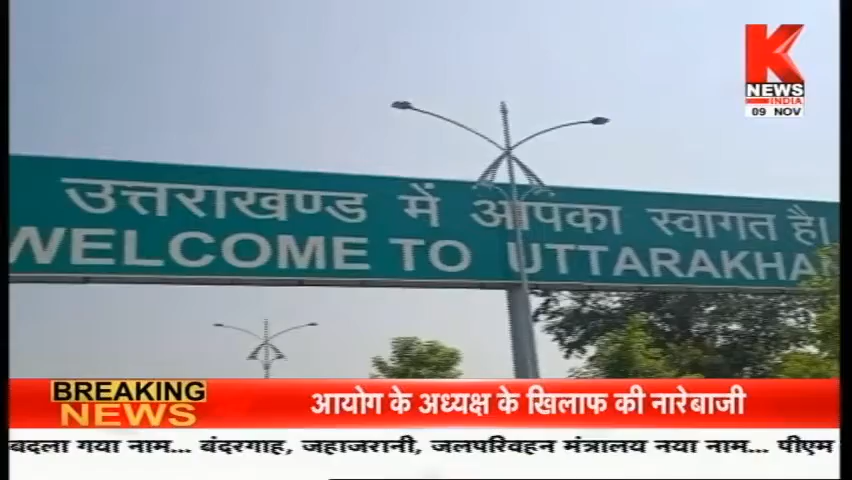 K
NEWS
INDIA
09 NOV
उत्तराखण्ड में आपका स्वागत है।
WELCOME TO UTTARAKHAN
BREAKING
NEWS
आयोग के अध्यक्ष के खिलाफ की नारेबाजी
बदला गया नाम... बंदरगाह, जहाजरानी, जलपरिवहन मंत्रालय नया नाम... पीएम